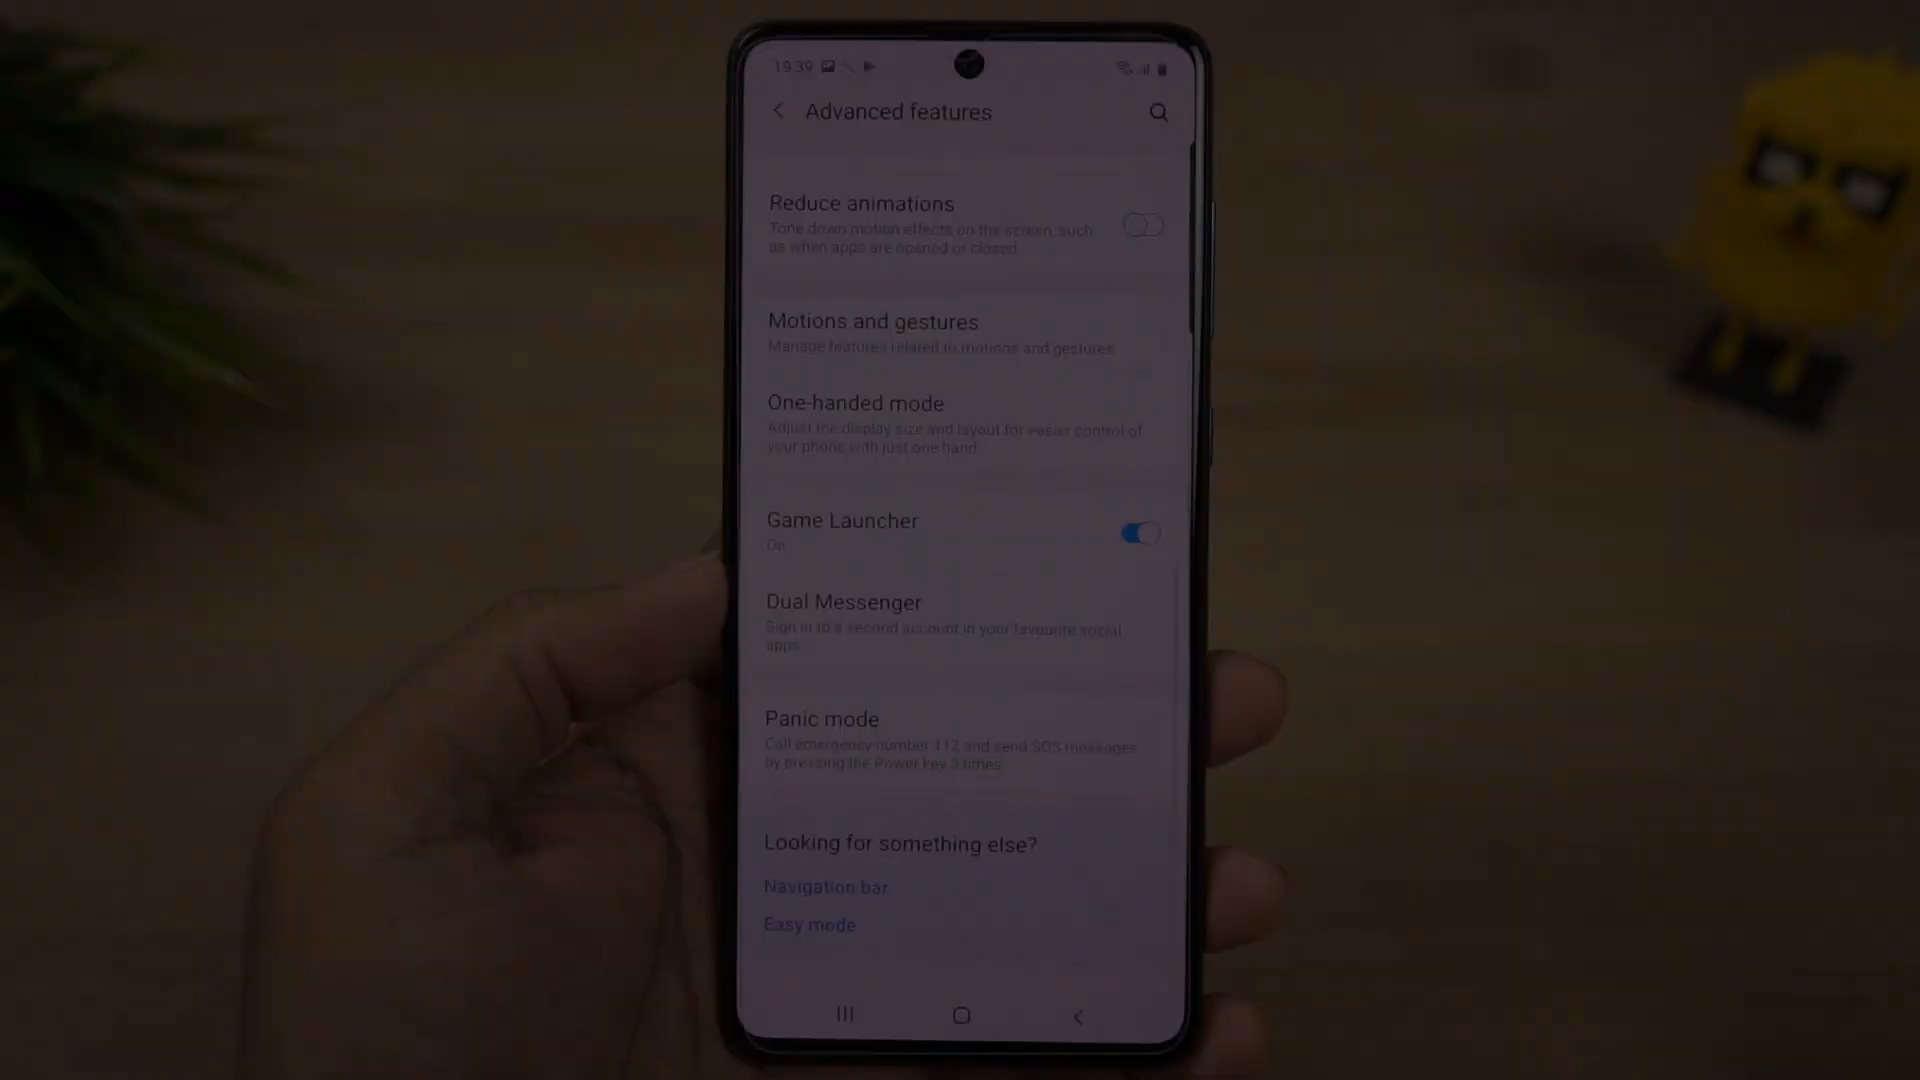 19:39
Advanced features
Reduce animations
Tone down motion effects on the screen, such
as when apps are opened or closed.
Motions and gestures
Manage features related to motions and gestures.
One-handed mode
Adjust the display size and layout for easier control of
your phone with just one hand.
Game Launcher
On
Dual Messenger
Sign in to a second account in your favourite social
apps.
Panic mode
Call emergency number 112 and send SOS messages
by pressing the Power key 3 times.
Looking for something else?
Navigation bar
Easy mode